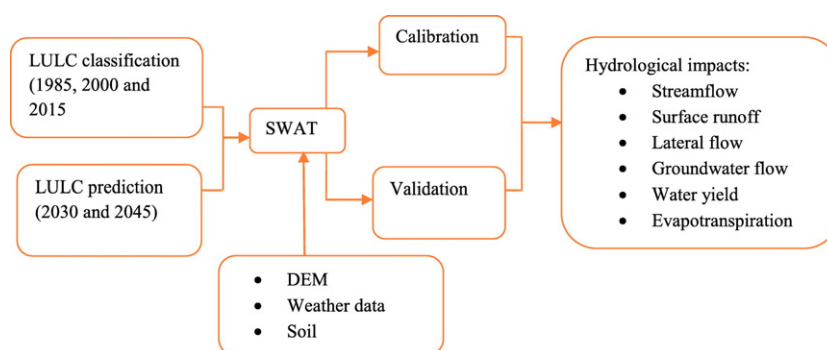 LULC classification
(1985, 2000 and
2015
LULC prediction
(2030 and 2045)
SWAT
• DEM
• Weather data
• Soil
Calibration
Validation
Hydrological impacts:
• Streamflow
• Surface runoff
• Lateral flow
• Groundwater flow
• Water yield
• Evapotranspiration